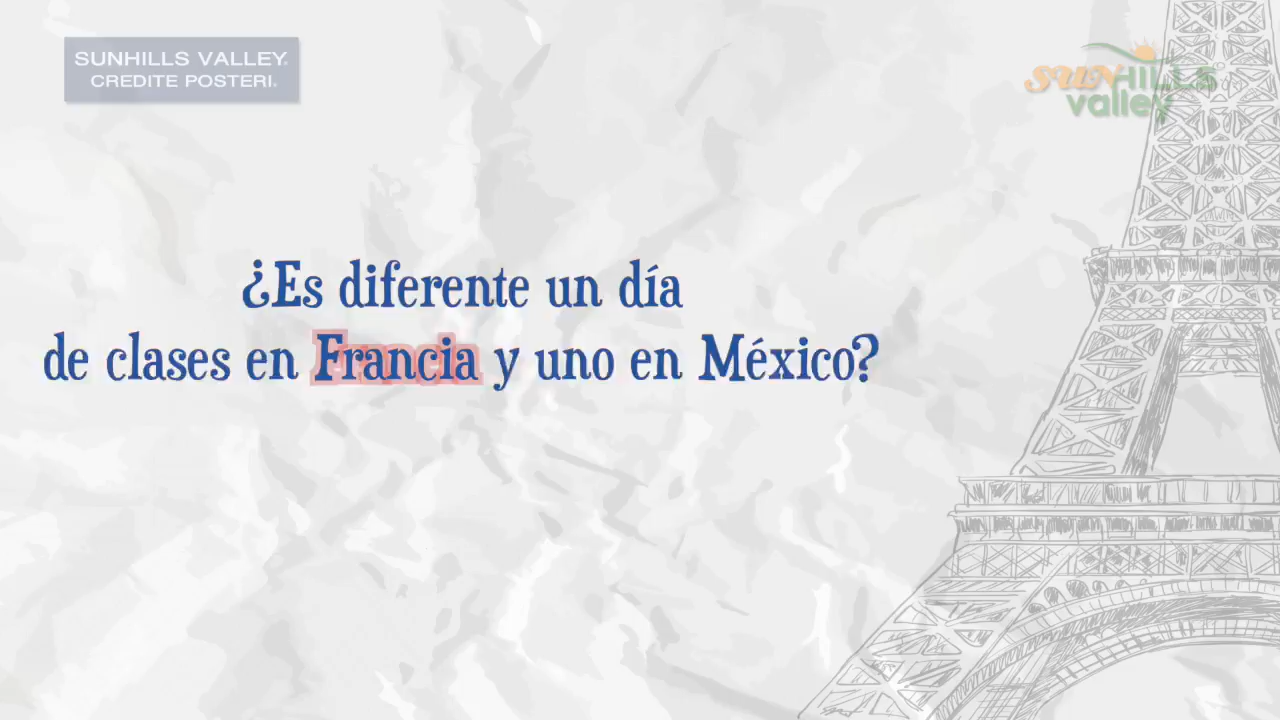 SUNHILLS VALLEY®
CREDITE POSTERI®
SUNHILLS
valley
¿Es diferente un día
de clases en Francia y uno en México?